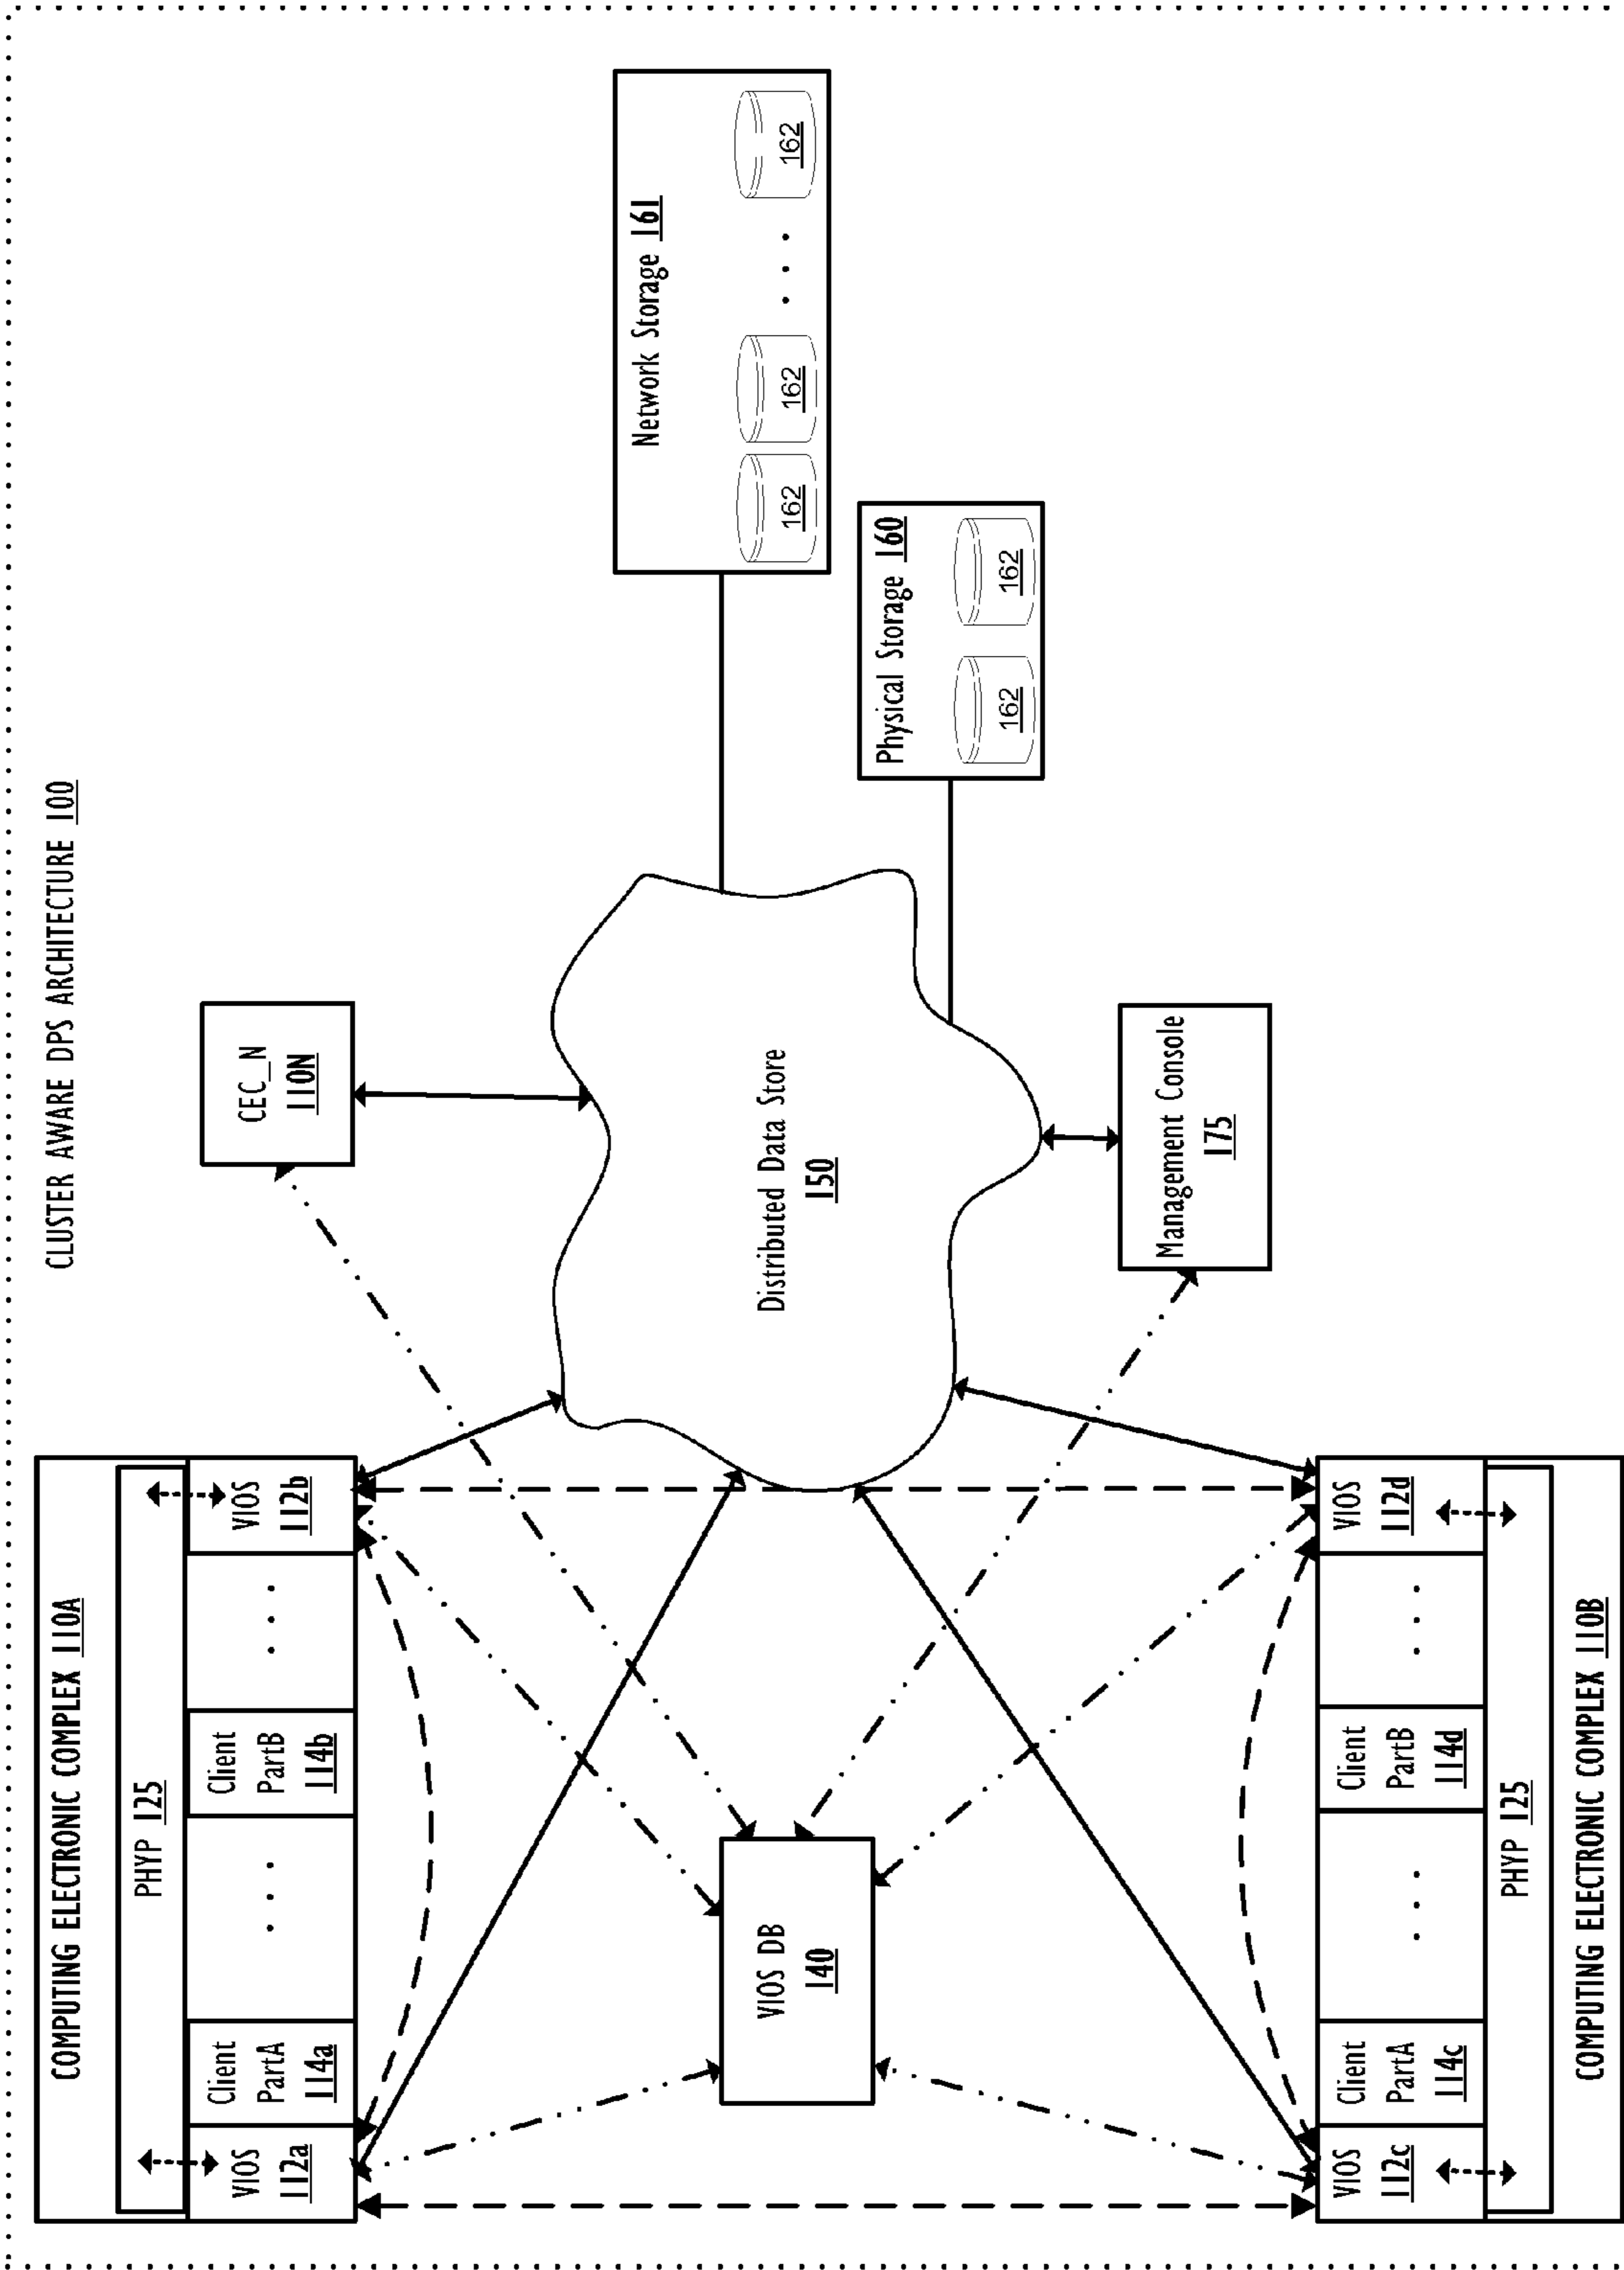 CLUSTER AWARE DPS ARCHITECTURE 100
COMPUTING ELECTRONIC COMPLEX 110A
PHYP 125
VIOS
112a
Client
PartA
114a
. . .
Client
PartB
114b
. . .
VIOS
112b
CEC_N
110N
Network Storage 161
162
162
. . .
162
VIOS DB
140
Distributed Data Store
150
Physical Storage 160
162
162
Management Console
175
VIOS
112c
Client
PartA
114c
. . .
Client
PartB
114d
. . .
VIOS
112d
PHYP 125
COMPUTING ELECTRONIC COMPLEX 110B